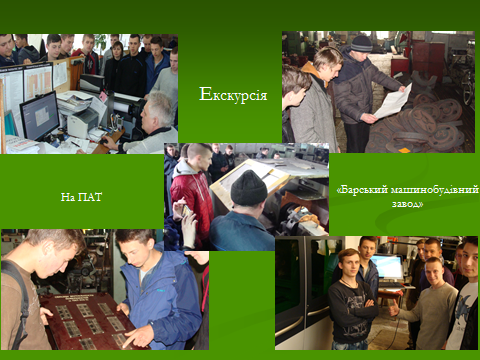 Екскурсія
На ПАТ
«Барський машинобудівний
завод»